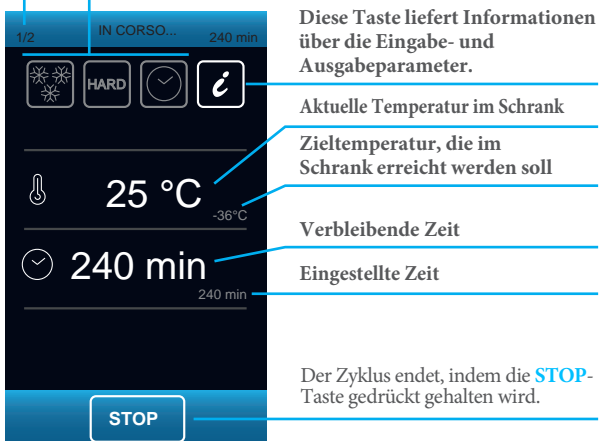 1/2 IN CORSO... 240 min
HARD i
25 °C
-36°C
240 min
240 min
STOP
Diese Taste liefert Informationen
über die Eingabe- und
Ausgabeparameter.
Aktuelle Temperatur im Schrank
Zieltemperatur, die im
Schrank erreicht werden soll
Verbleibende Zeit
Eingestellte Zeit
Der Zyklus endet, indem die STOP-
Taste gedrückt gehalten wird.